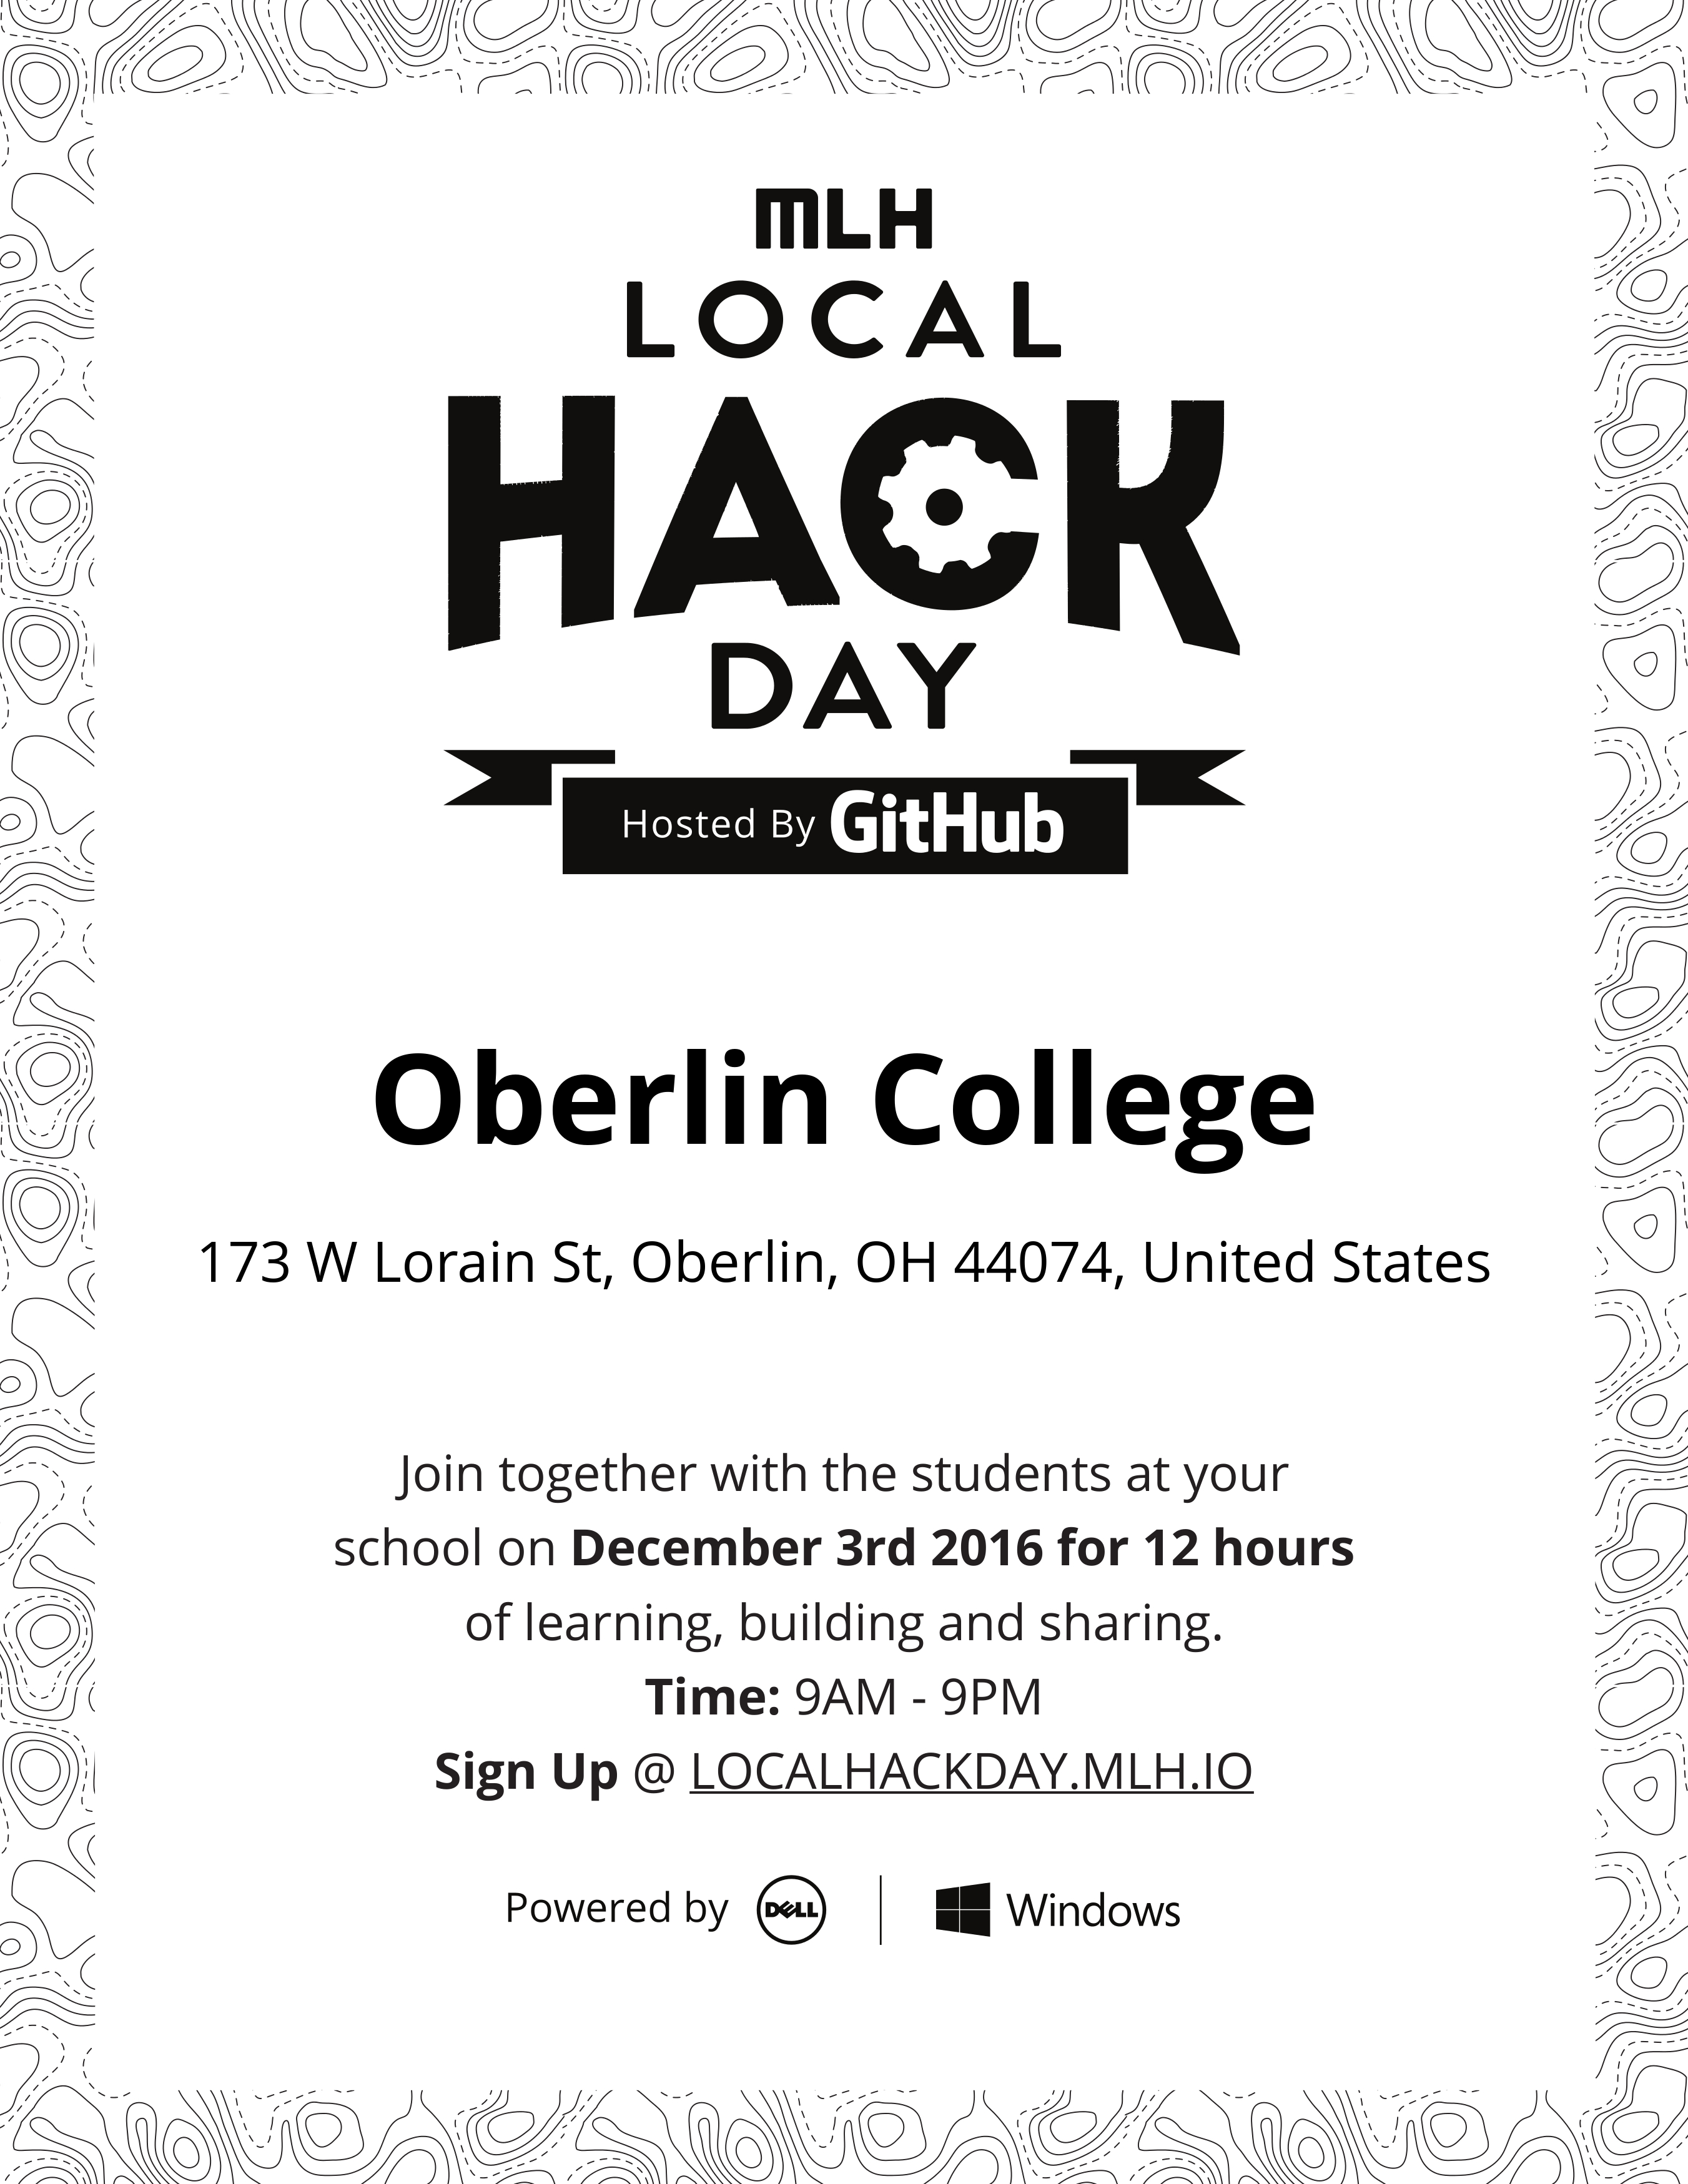 MLH
LOCAL
HACK
DAY
Hosted By GitHub
Oberlin College
173 W Lorain St, Oberlin, OH 44074, United States
Join together with the students at your
school on December 3rd 2016 for 12 hours
of learning, building and sharing.
Time: 9AM - 9PM
Sign Up @ LOCALHACKDAY.MLH.IO
Powered by DELL | Windows